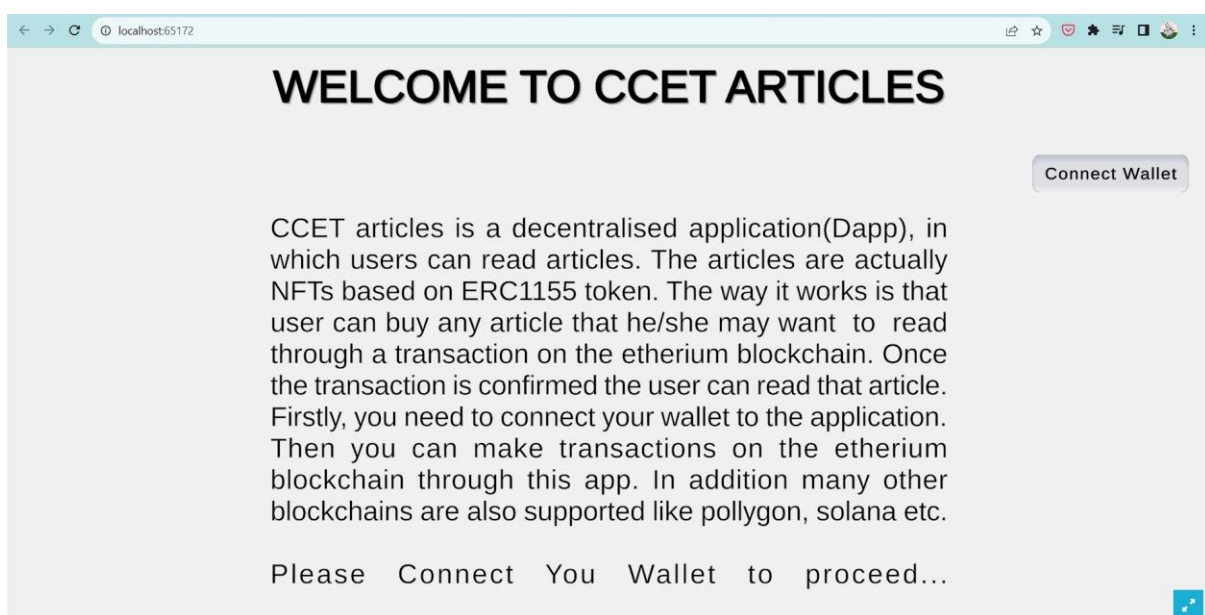 localhost:65172
WELCOME TO CCET ARTICLES
Connect Wallet
CCET articles is a decentralised application(Dapp), in
which users can read articles. The articles are actually
NFTs based on ERC1155 token. The way it works is that
user can buy any article that he/she may want to read
through a transaction on the etherium blockchain. Once
the transaction is confirmed the user can read that article.
Firstly, you need to connect your wallet to the application.
Then you can make transactions on the etherium
blockchain through this app. In addition many other
blockchains are also supported like pollygon, solana etc.
Please Connect You Wallet to proceed...